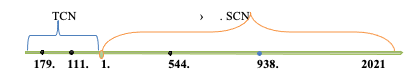 TCN › . SCN
179. 111. 1. 544. 938. 2021